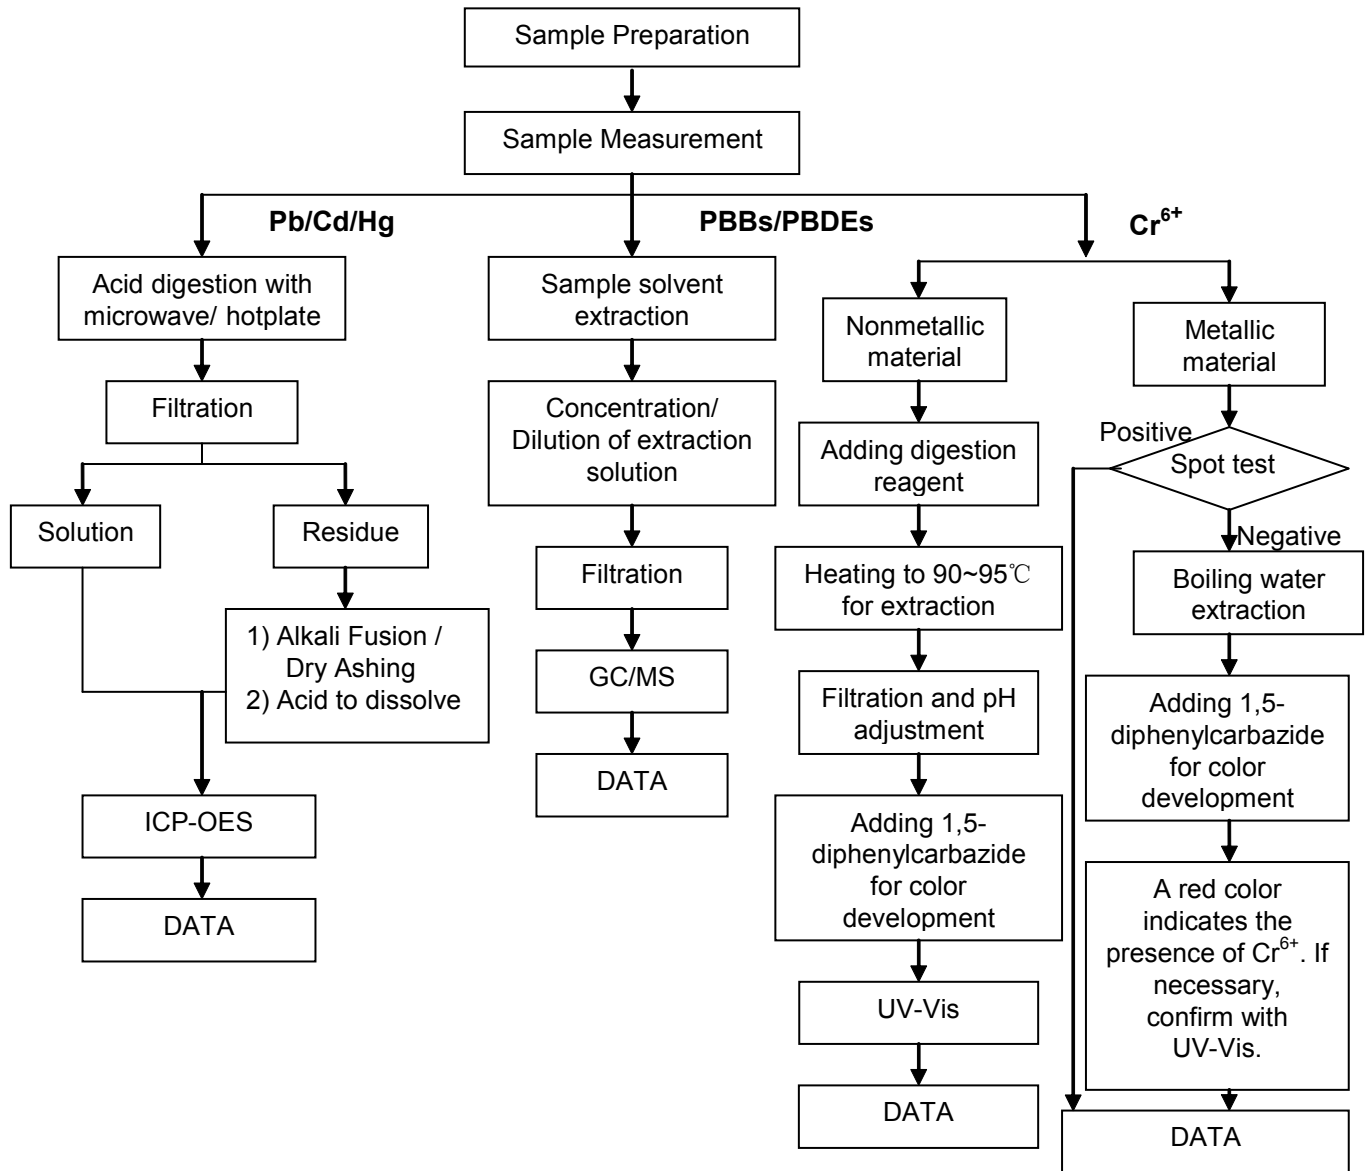 Sample Preparation
Sample Measurement
Pb/Cd/Hg
PBBs/PBDEs
Cr⁶⁺
Acid digestion with
microwave/ hotplate
Filtration
Solution
Residue
1) Alkali Fusion /
Dry Ashing
2) Acid to dissolve
ICP-OES
DATA
Sample solvent
extraction
Concentration/
Dilution of extraction
solution
Filtration
GC/MS
DATA
Nonmetallic
material
Adding digestion
reagent
Heating to 90~95℃
for extraction
Filtration and pH
adjustment
Adding 1,5-
diphenylcarbazide
for color
development
UV-Vis
DATA
Metallic
material
Positive
Spot test
Negative
Boiling water
extraction
Adding 1,5-
diphenylcarbazide
for color
development
A red color
indicates the
presence of Cr⁶⁺. If
necessary,
confirm with
UV-Vis.
DATA